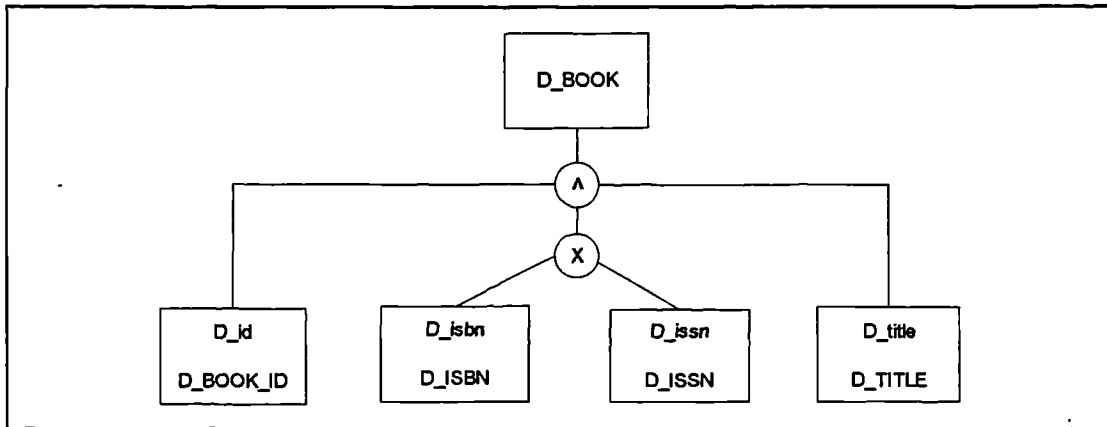 D_BOOK
∧
X
D_id
D_BOOK_ID
D_isbn
D_ISBN
D_issn
D_ISSN
D_title
D_TITLE